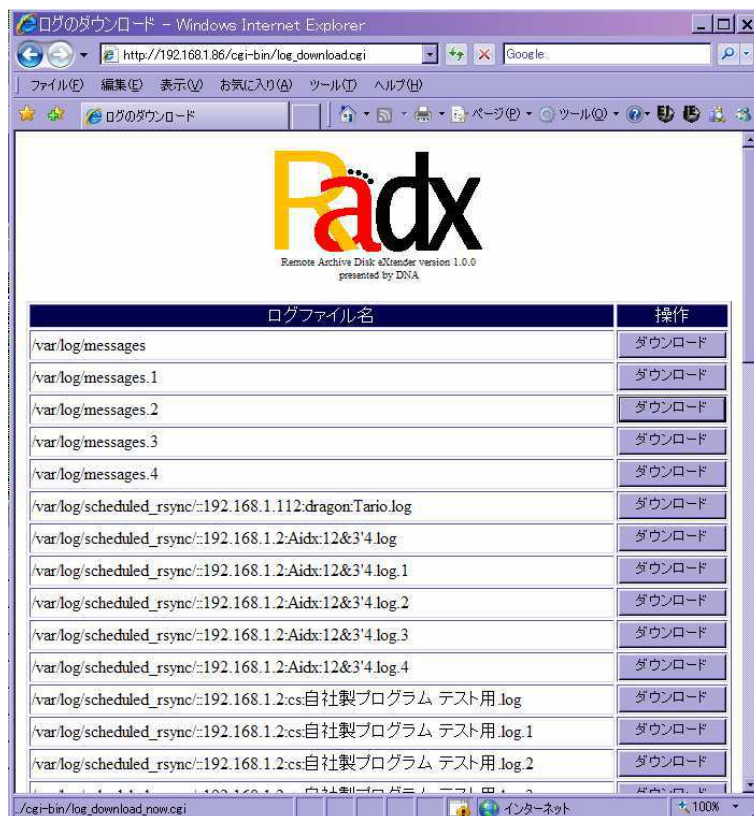 ログのダウンロード - Windows Internet Explorer
http://192.168.1.86/cgi-bin/log_download.cgi
Google
ファイル(F) 編集(E) 表示(V) お気に入り(A) ツール(T) ヘルプ(H)
ログのダウンロード
ページ(P) ツール(O)
Radx
Remote Archive Disk eXtender version 1.0.0
presented by DNA
ログファイル名 操作
/var/log/messages ダウンロード
/var/log/messages.1 ダウンロード
/var/log/messages.2 ダウンロード
/var/log/messages.3 ダウンロード
/var/log/messages.4 ダウンロード
/var/log/scheduled_rsync/::192.168.1.112:dragon:Tario.log ダウンロード
/var/log/scheduled_rsync/::192.168.1.2:Aidx:12&3'4.log ダウンロード
/var/log/scheduled_rsync/::192.168.1.2:Aidx:12&3'4.log.1 ダウンロード
/var/log/scheduled_rsync/::192.168.1.2:Aidx:12&3'4.log.2 ダウンロード
/var/log/scheduled_rsync/::192.168.1.2:Aidx:12&3'4.log.3 ダウンロード
/var/log/scheduled_rsync/::192.168.1.2:Aidx:12&3'4.log.4 ダウンロード
/var/log/scheduled_rsync/::192.168.1.2:cs:自社製プログラム テスト用.log ダウンロード
/var/log/scheduled_rsync/::192.168.1.2:cs:自社製プログラム テスト用.log.1 ダウンロード
/var/log/scheduled_rsync/::192.168.1.2:cs:自社製プログラム テスト用.log.2 ダウンロード
./cgi-bin/log_download_now.cgi インターネット 100%